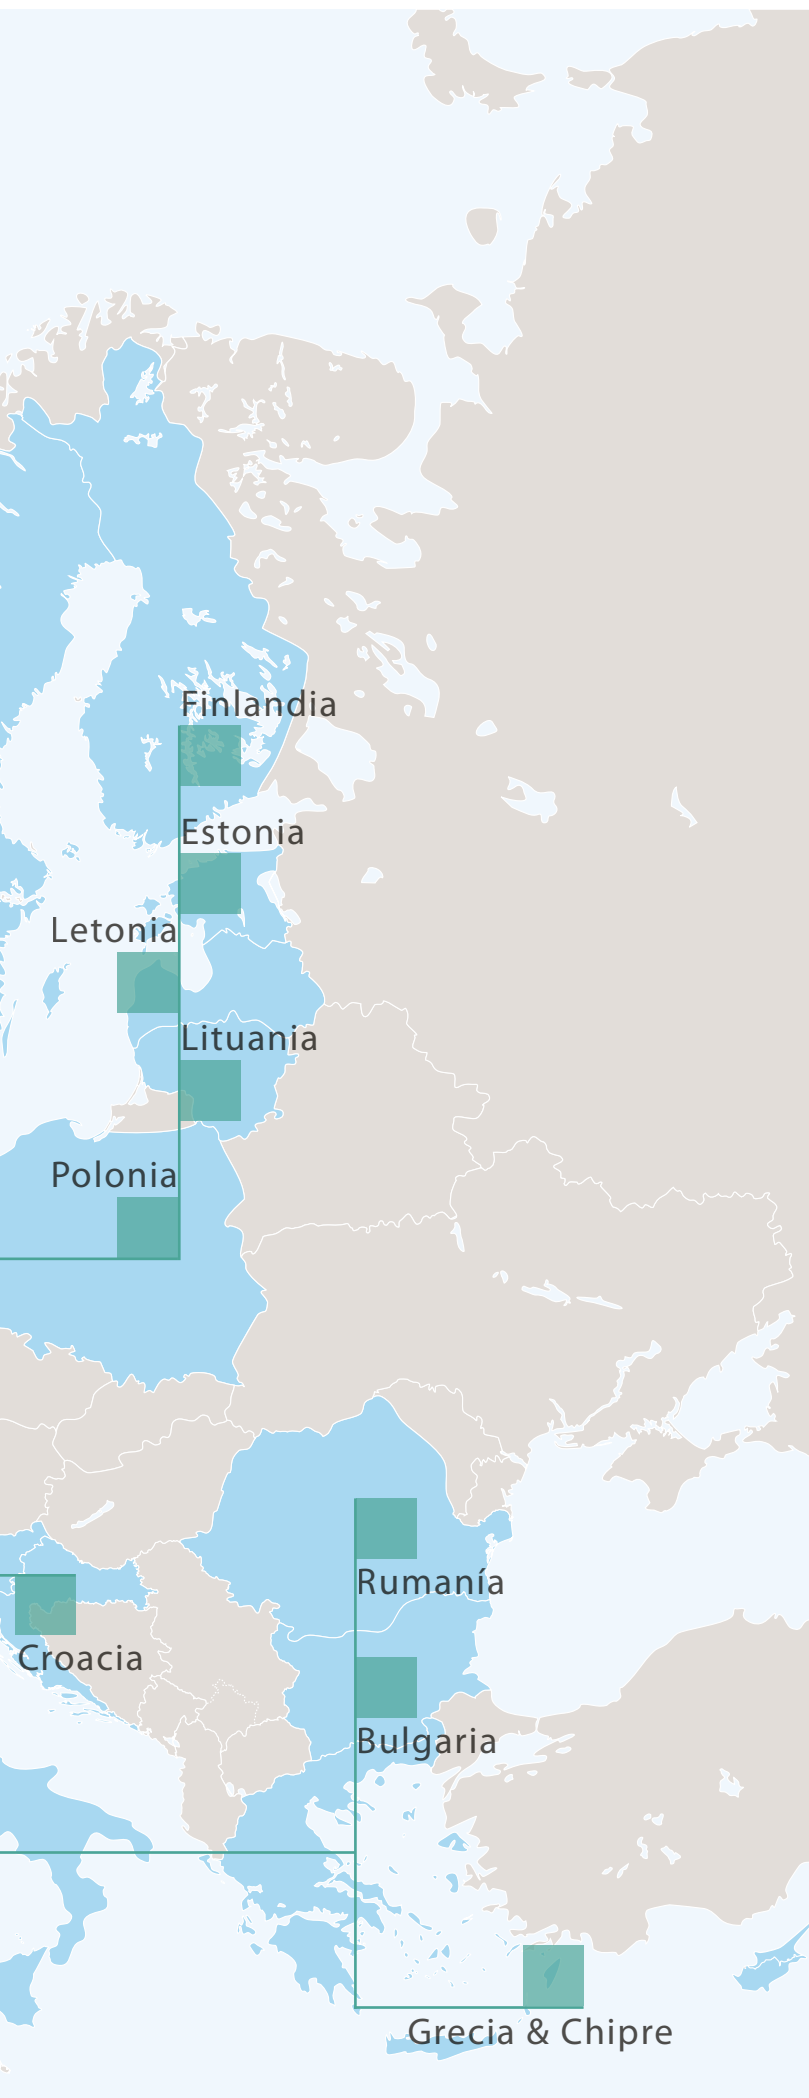 Finlandia
Estonia
Letonia
Lituania
Polonia
Rumanía
Croacia
Bulgaria
Grecia & Chipre